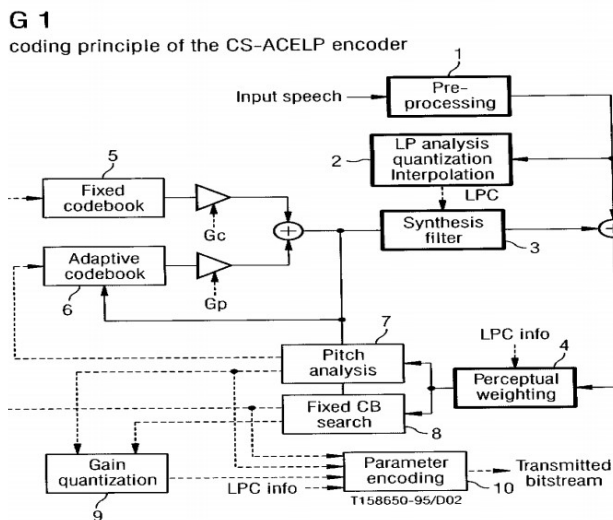 G 1
coding principle of the CS-ACELP encoder
1
Input speech
Pre-
processing
2
LP analysis
quantization
Interpolation
LPC
5
Fixed
codebook
Gc
Synthesis
filter
3
Adaptive
codebook
6
Gp
7
Pitch
analysis
LPC info
4
Perceptual
weighting
Fixed CB
search
8
Gain
quantization
9
LPC info
Parameter
encoding
10
Transmitted
bitstream
T158650-95/D02